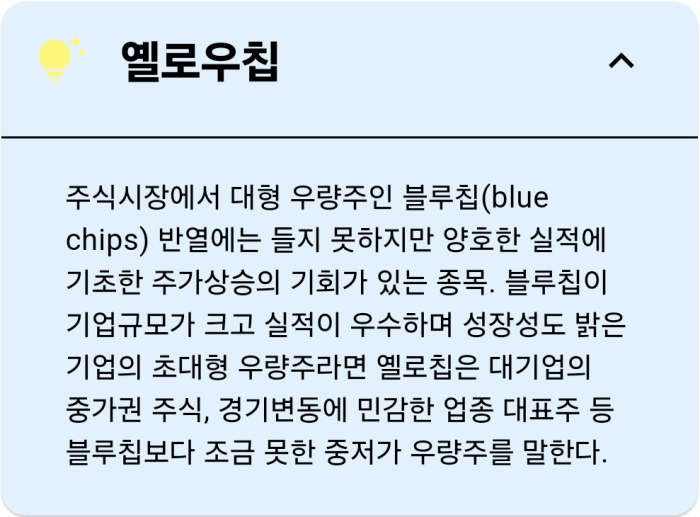 옐로우칩
주식시장에서 대형 우량주인 블루칩(blue
chips) 반열에는 들지 못하지만 양호한 실적에
기초한 주가상승의 기회가 있는 종목. 블루칩이
기업규모가 크고 실적이 우수하며 성장성도 밝은
기업의 초대형 우량주라면 옐로칩은 대기업의
중가권 주식, 경기변동에 민감한 업종 대표주 등
블루칩보다 조금 못한 중저가 우량주를 말한다.